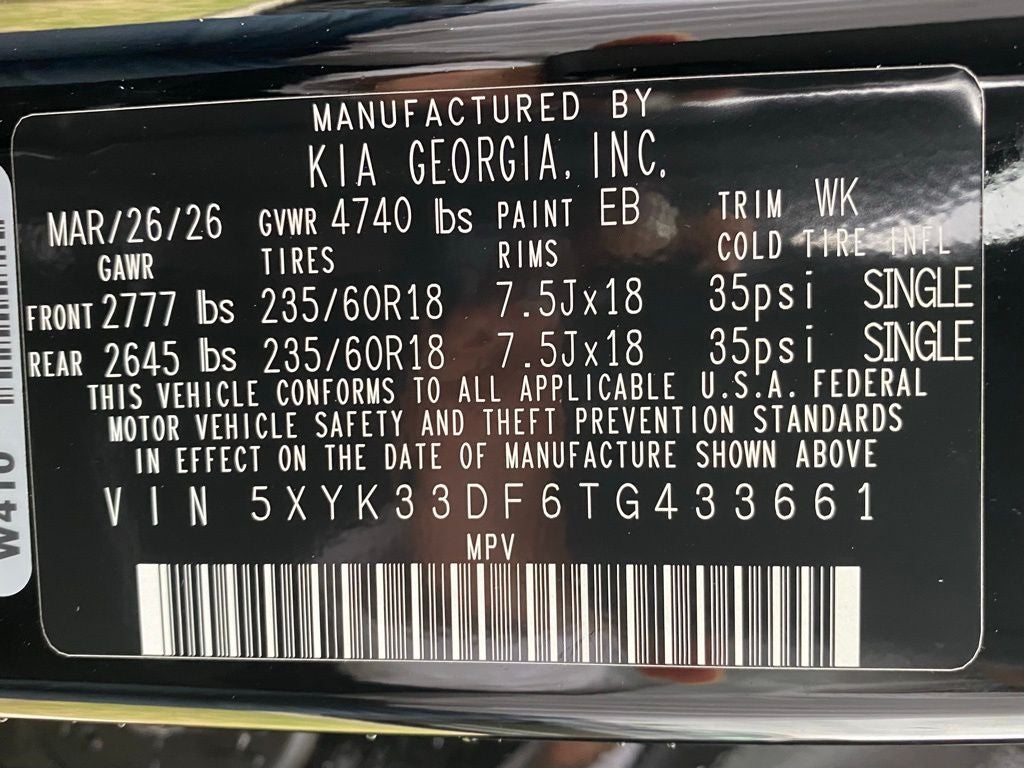 MANUFACTURED BY
KIA GEORGIA, INC.
MAR/26/26 GVWR 4740 lbs PAINT EB TRIM WK
GAWR TIRES RIMS COLD TIRE INFL
FRONT 2777 lbs 235/60R18 7.5Jx18 35psi SINGLE
REAR 2645 lbs 235/60R18 7.5Jx18 35psi SINGLE
THIS VEHICLE CONFORMS TO ALL APPLICABLE U.S.A. FEDERAL
MOTOR VEHICLE SAFETY AND THEFT PREVENTION STANDARDS
IN EFFECT ON THE DATE OF MANUFACTURE SHOWN ABOVE
VIN 5XYK33DF6TG433661
MPV